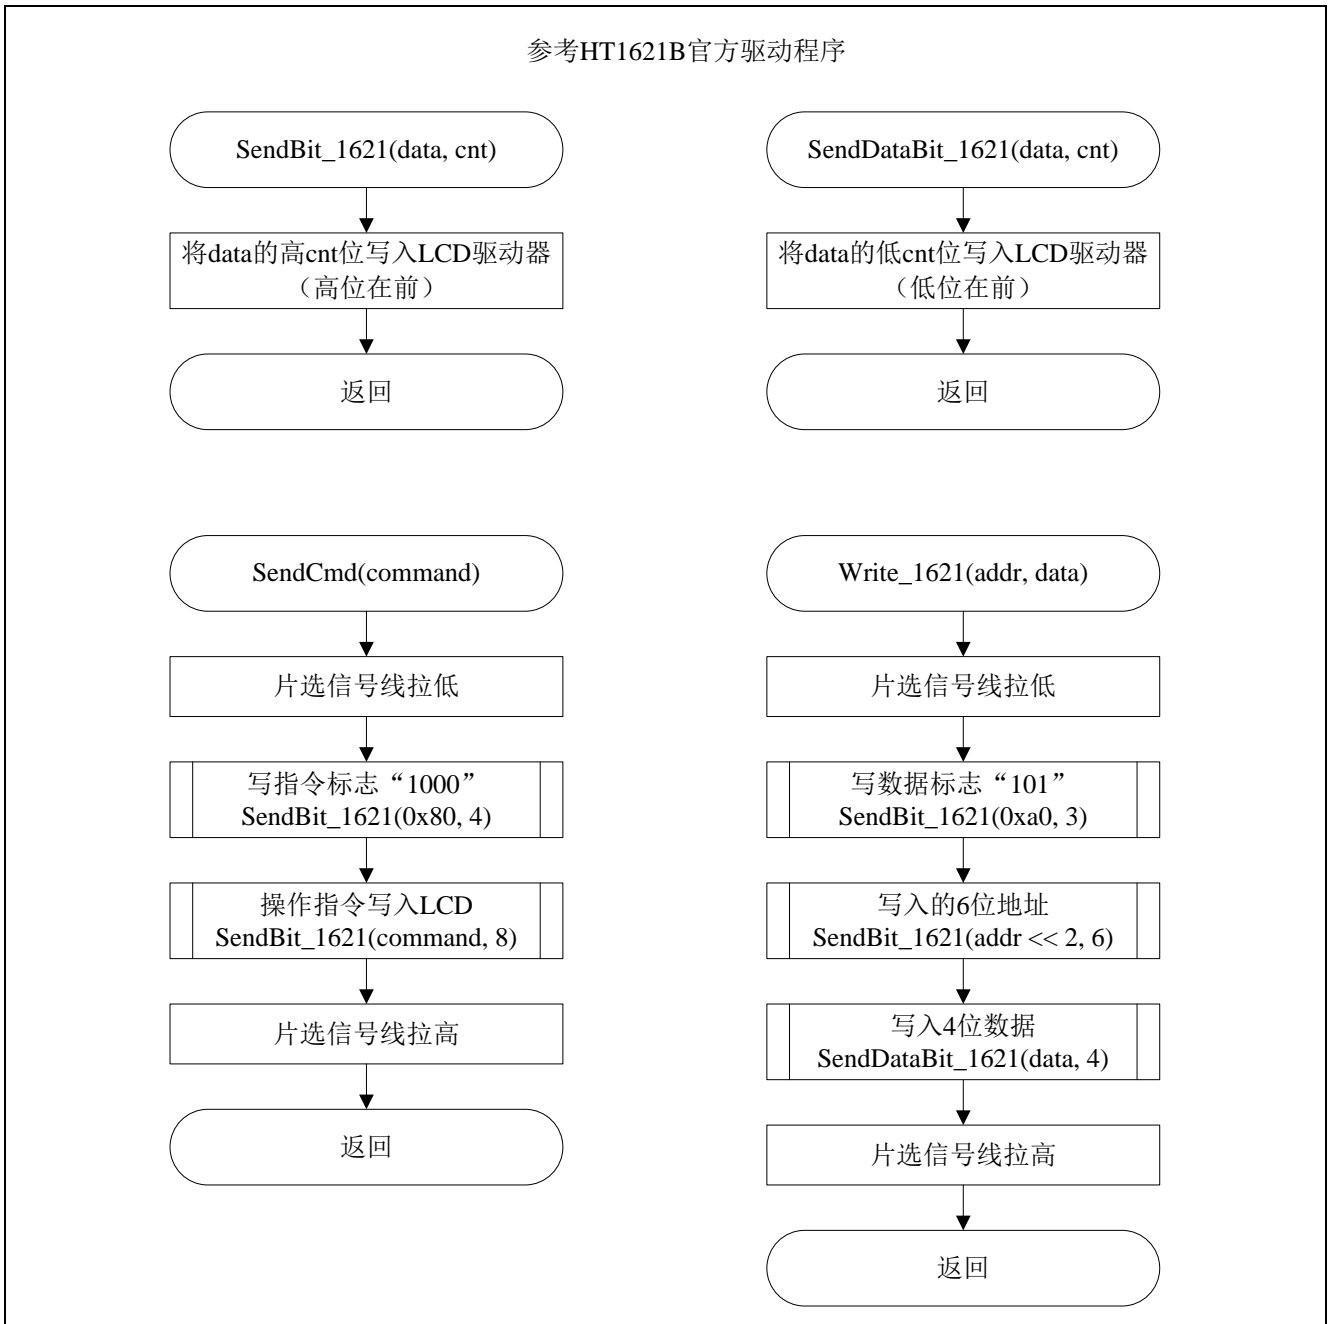 参考HT1621B官方驱动程序
SendBit_1621(data, cnt)
将data的高cnt位写入LCD驱动器
（高位在前）
返回
SendDataBit_1621(data, cnt)
将data的低cnt位写入LCD驱动器
（低位在前）
返回
SendCmd(command)
片选信号线拉低
写指令标志“1000”
SendBit_1621(0x80, 4)
操作指令写入LCD
SendBit_1621(command, 8)
片选信号线拉高
返回
Write_1621(addr, data)
片选信号线拉低
写数据标志“101”
SendBit_1621(0xa0, 3)
写入的6位地址
SendBit_1621(addr << 2, 6)
写入4位数据
SendDataBit_1621(data, 4)
片选信号线拉高
返回